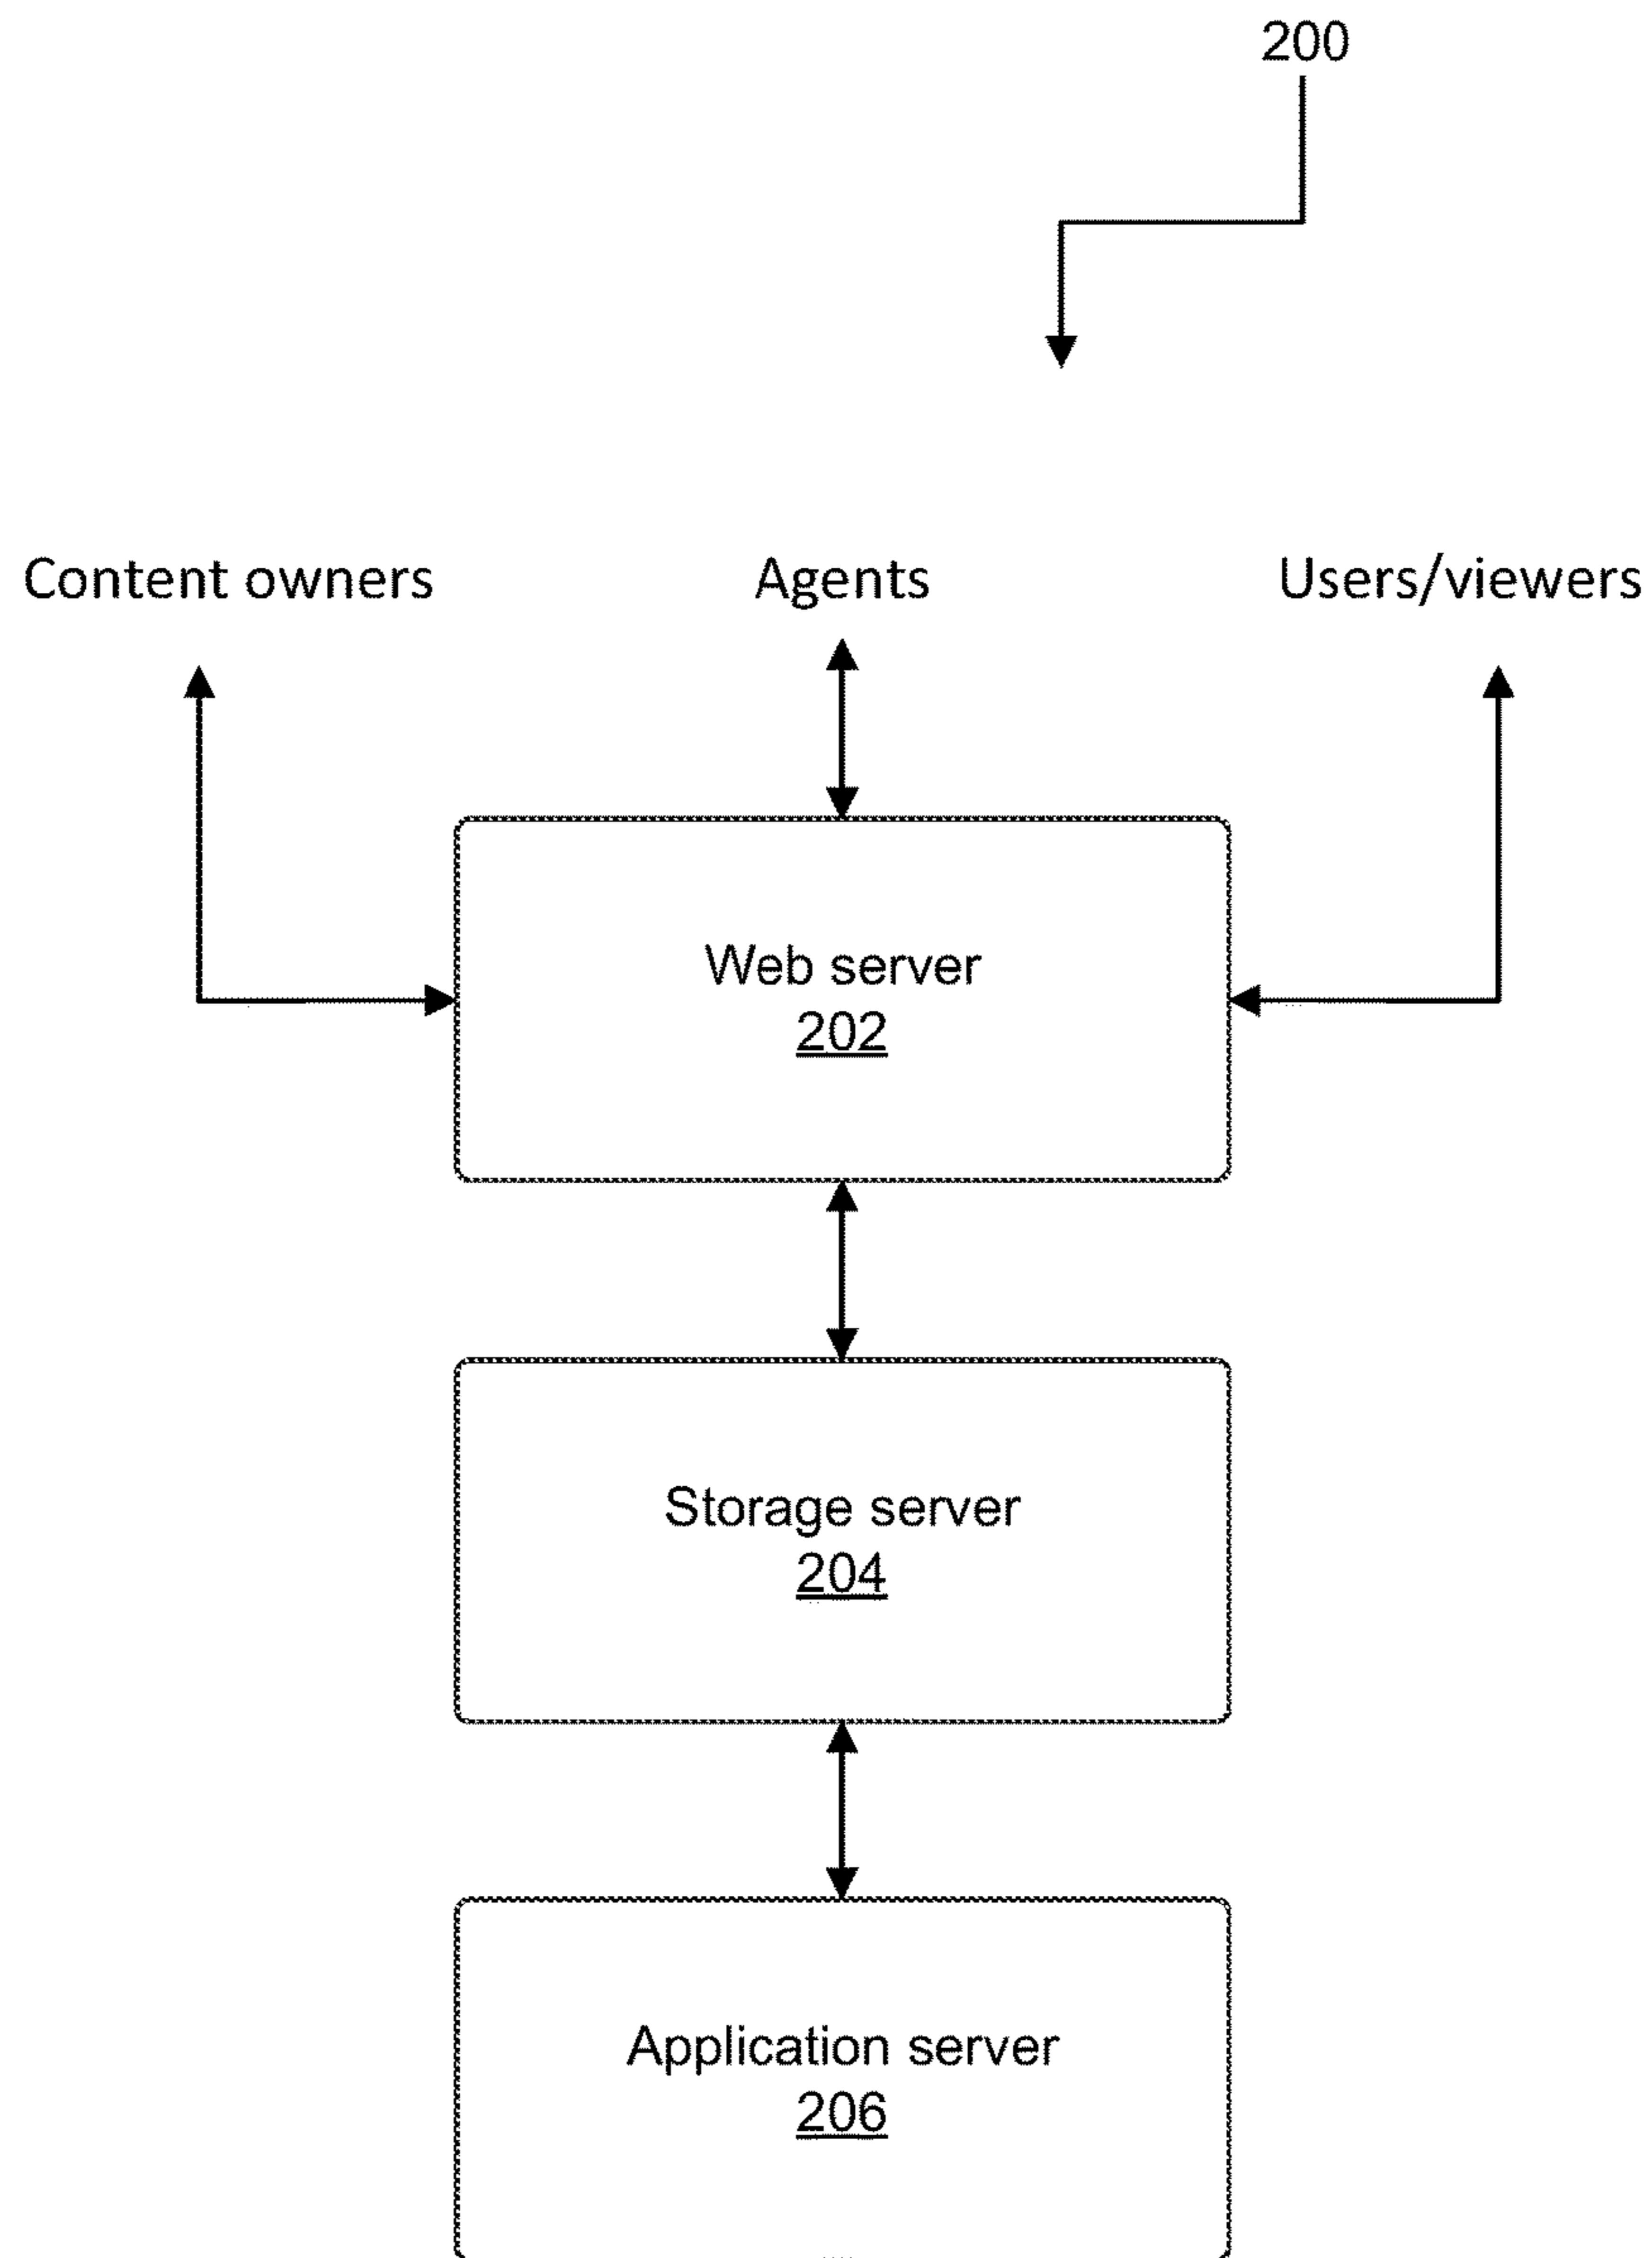 200
Content owners
Agents
Users/viewers
Web server
202
Storage server
204
Application server
206